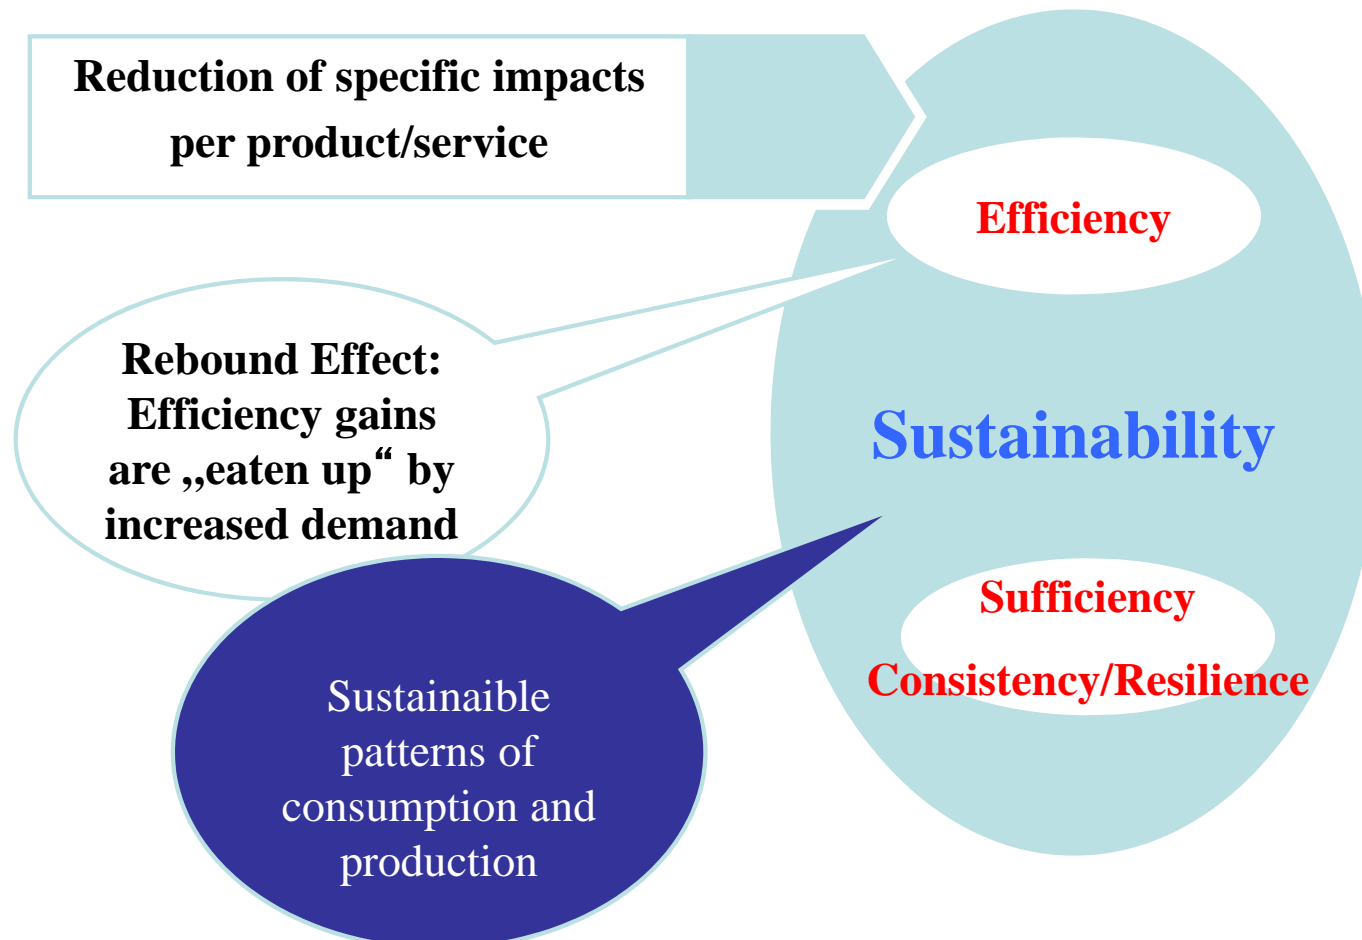 Reduction of specific impacts
per product/service
Efficiency
Rebound Effect:
Efficiency gains
are „eaten up“ by
increased demand
Sustainability
Sufficiency
Consistency/Resilience
Sustainaible
patterns of
consumption and
production